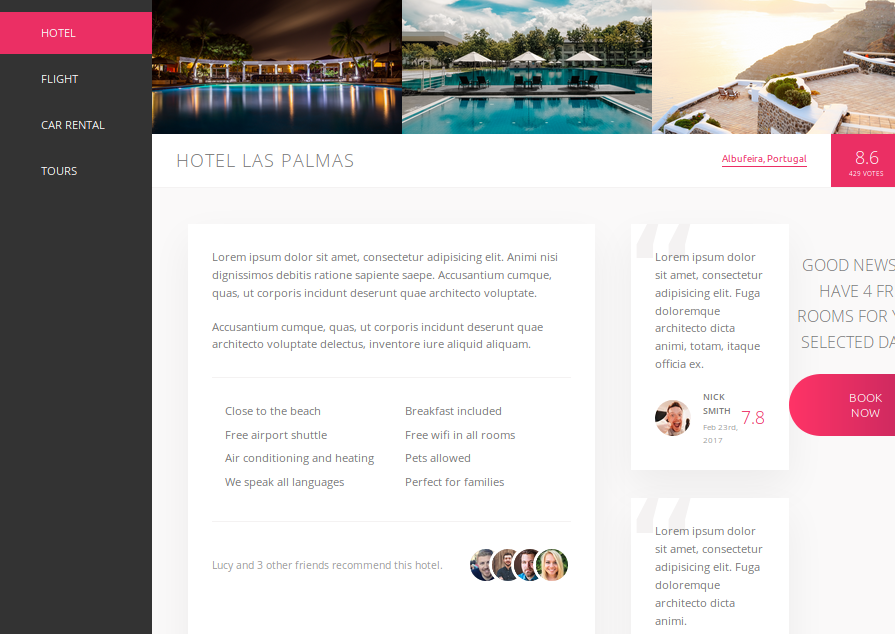 HOTEL
FLIGHT
CAR RENTAL
TOURS
HOTEL LAS PALMAS
Albufeira, Portugal
8.6
429 VOTES
Lorem ipsum dolor sit amet, consectetur adipisicing elit. Animi nisi
dignissimos debitis ratione sapiente saepe. Accusantium cumque,
quas, ut corporis incidunt deserunt quae architecto voluptate.
Accusantium cumque, quas, ut corporis incidunt deserunt quae
architecto voluptate delectus, inventore iure aliquid aliquam.
Close to the beach
Free airport shuttle
Air conditioning and heating
We speak all languages
Breakfast included
Free wifi in all rooms
Pets allowed
Perfect for families
Lucy and 3 other friends recommend this hotel.
“
Lorem ipsum dolor
sit amet, consectetur
adipisicing elit. Fuga
doloremque
architecto dicta
animi, totam, itaque
officia ex.
NICK
SMITH
Feb 23rd,
2017
7.8
“
Lorem ipsum dolor
sit amet, consectetur
adipisicing elit. Fuga
doloremque
architecto dicta
animi.
GOOD NEWS
HAVE 4 FR
ROOMS FOR
SELECTED DA
BOOK
NOW